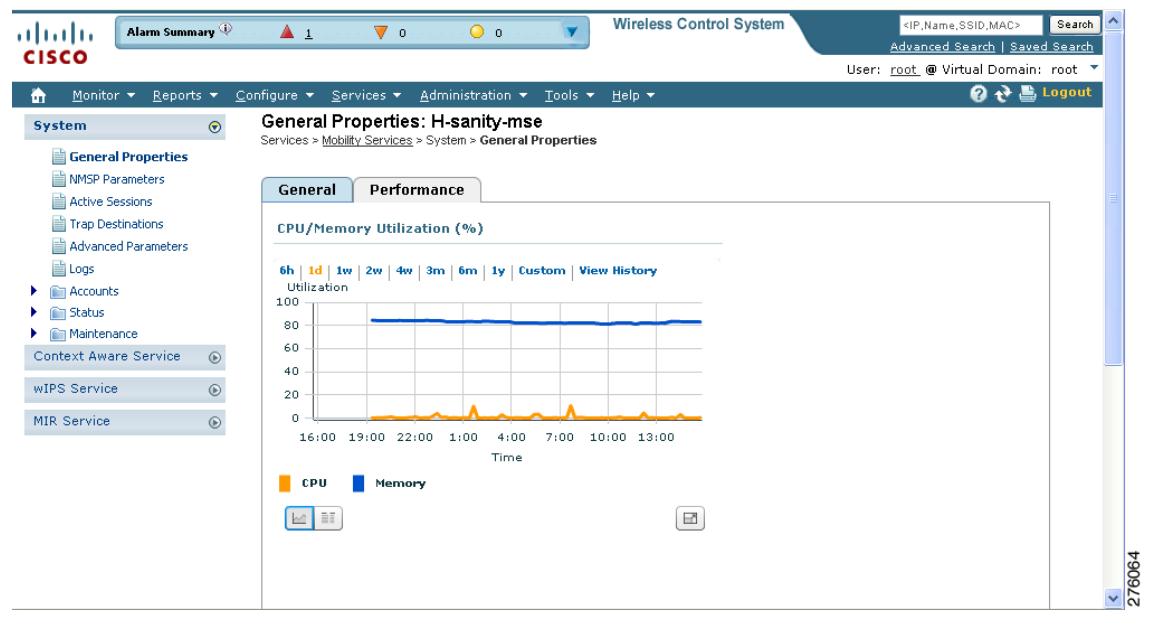 Alarm Summary 1 0 0
Wireless Control System
<IP,Name,SSID,MAC> Search
Advanced Search | Saved Search
CISCO
User: root @ Virtual Domain: root
Monitor Reports Configure Services Administration Tools Help Logout
System
General Properties
NMSP Parameters
Active Sessions
Trap Destinations
Advanced Parameters
Logs
Accounts
Status
Maintenance
Context Aware Service
wIPS Service
MIR Service
General Properties: H-sanity-mse
Services > Mobility Services > System > General Properties
General Performance
CPU/Memory Utilization (%)
6h | 1d | 1w | 2w | 4w | 3m | 6m | 1y | Custom | View History
Utilization
100
80
60
40
20
0
16:00 19:00 22:00 1:00 4:00 7:00 10:00 13:00
Time
CPU Memory
276064